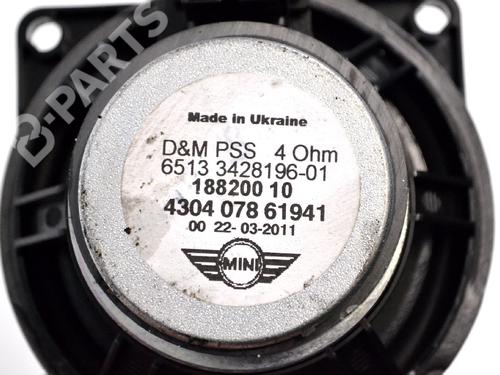 B-PARTS
Made in Ukraine
D&M PSS 4 Ohm
6513 3428196-01
188200 10
4304 078 61941
00 22-03-2011
MINI